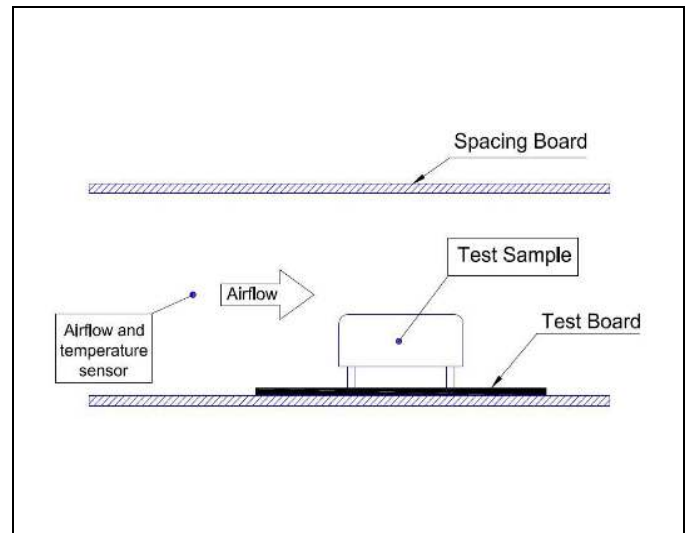 Spacing Board
Test Sample
Airflow
Test Board
Airflow and
temperature
sensor